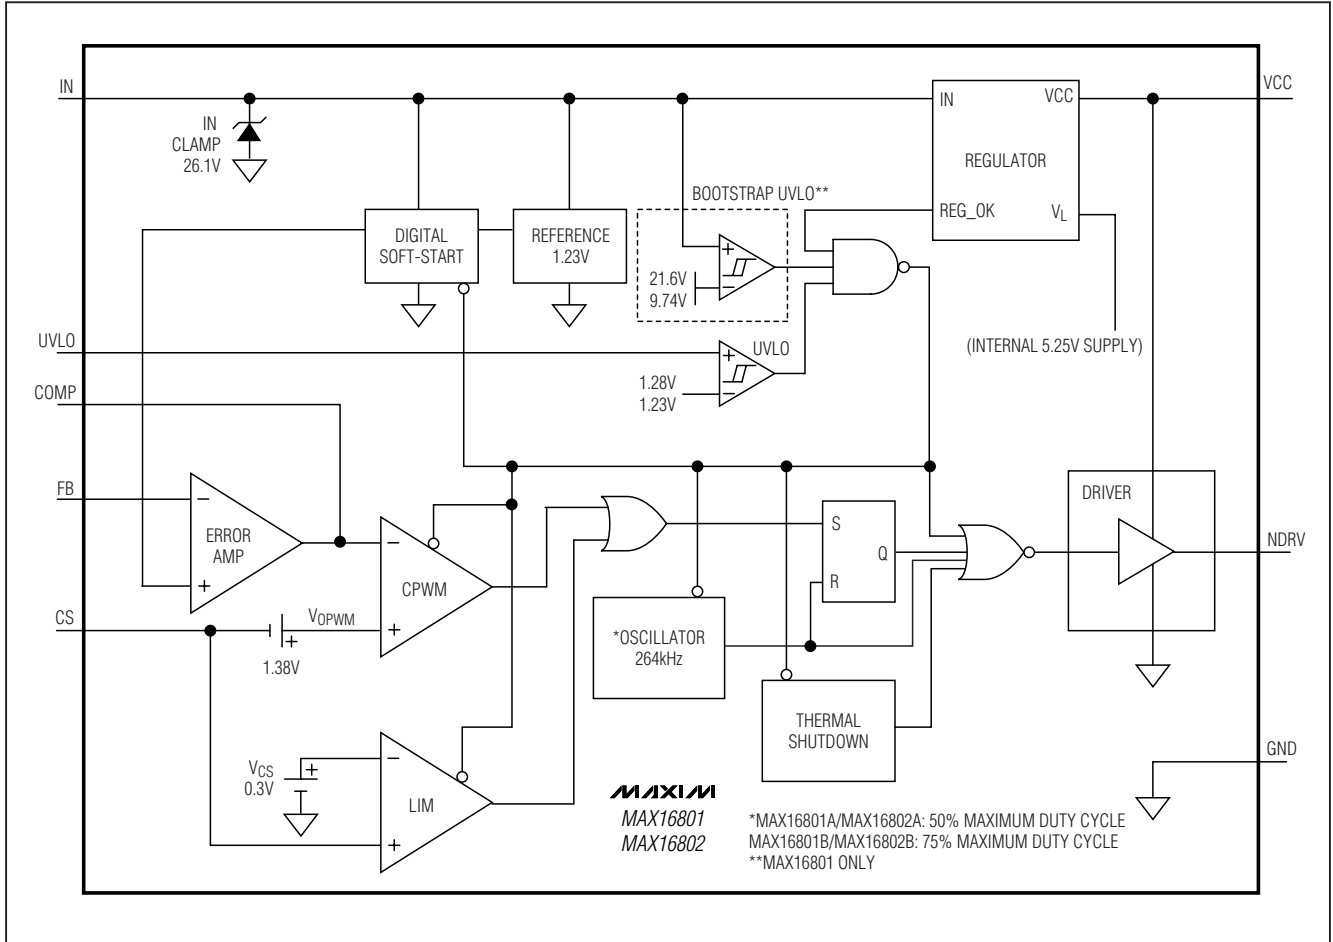 IN
VCC
IN
CLAMP
26.1V
IN
VCC
REGULATOR
REG_OK
VL
BOOTSTRAP UVLO**
DIGITAL
SOFT-START
REFERENCE
1.23V
+
21.6V
9.74V
−
(INTERNAL 5.25V SUPPLY)
UVLO
UVLO
+
1.28V
1.23V
−
COMP
FB
−
ERROR
AMP
+
−
CPWM
+
S
Q
R
DRIVER
NDRV
CS
VOPWM
+
1.38V
*OSCILLATOR
264kHz
THERMAL
SHUTDOWN
GND
VCS
0.3V
+
−
LIM
+
MAXIM
MAX16801
MAX16802
*MAX16801A/MAX16802A: 50% MAXIMUM DUTY CYCLE
MAX16801B/MAX16802B: 75% MAXIMUM DUTY CYCLE
**MAX16801 ONLY